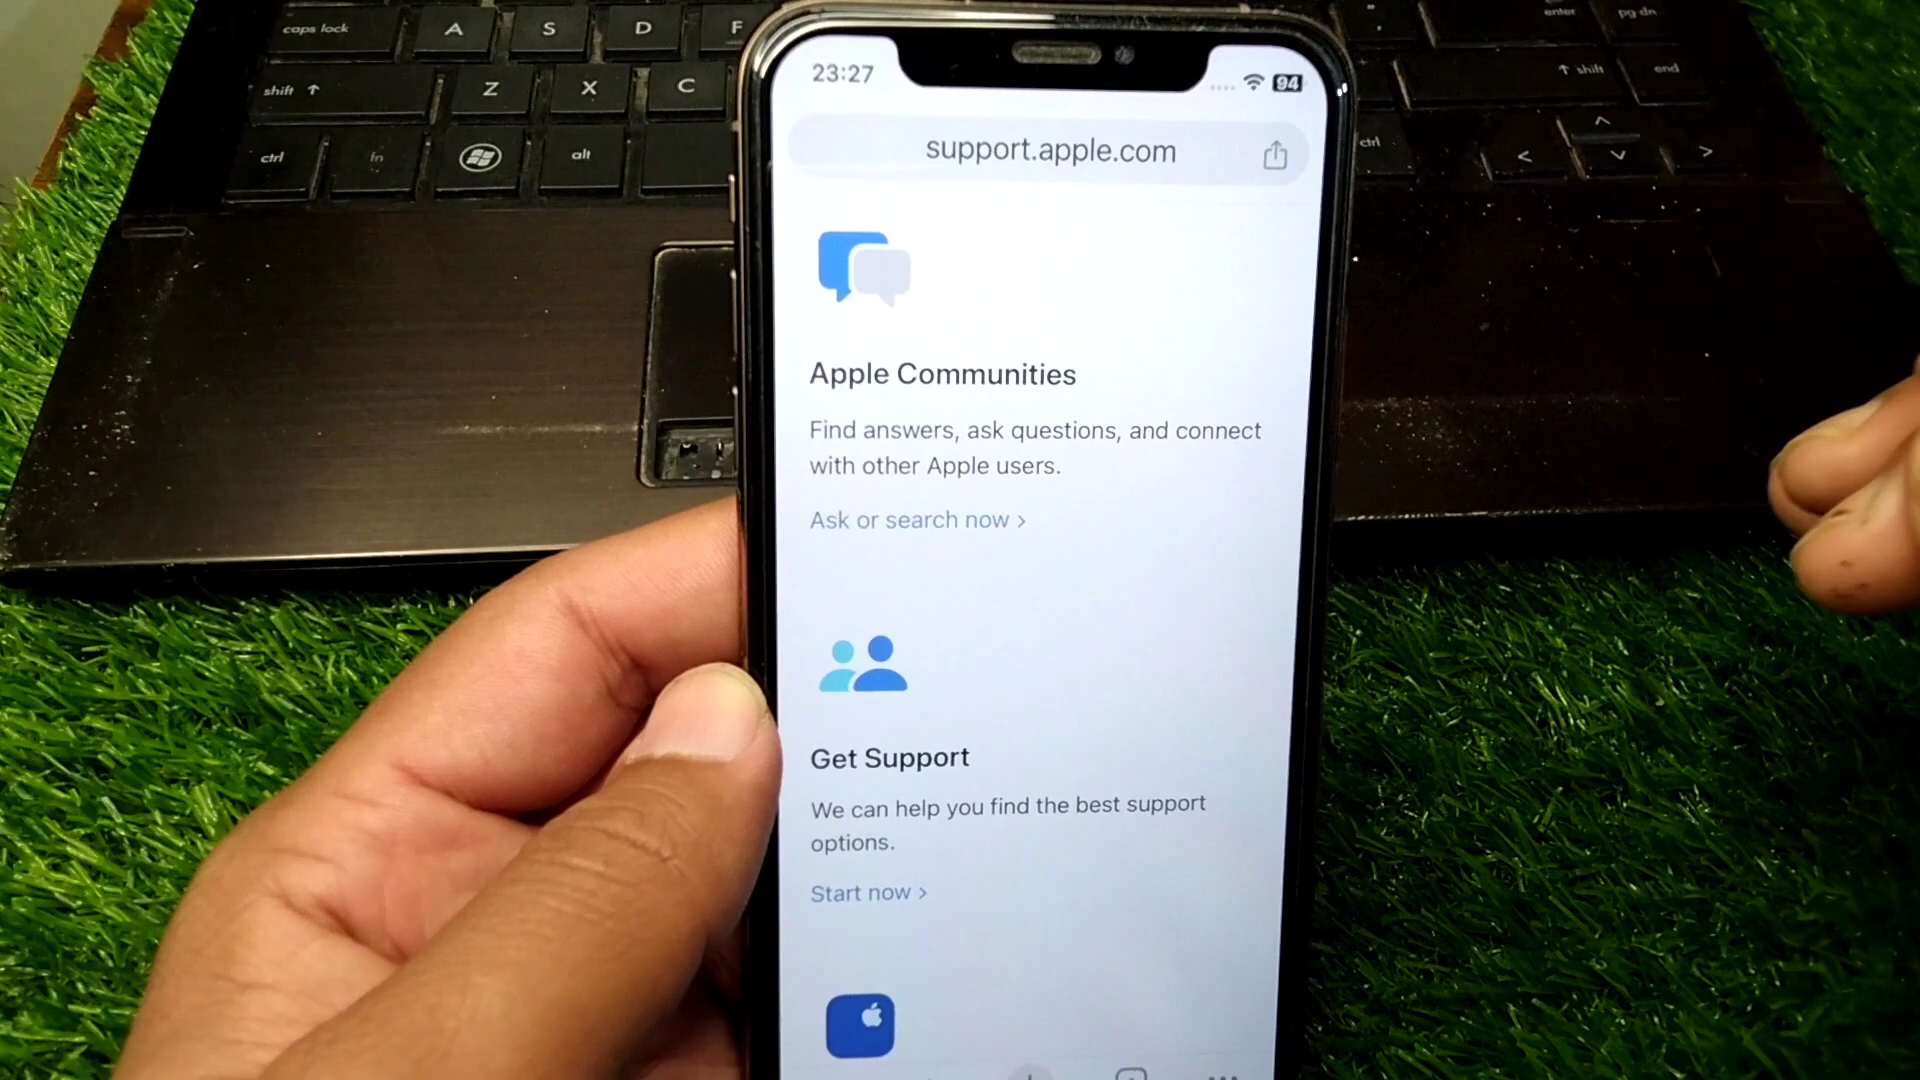 caps lock A S D F
enter pg dn
shift Z X C
shift end
ctrl fn alt
ctrl
23:27
94
support.apple.com
Apple Communities
Find answers, ask questions, and connect
with other Apple users.
Ask or search now >
Get Support
We can help you find the best support
options.
Start now >